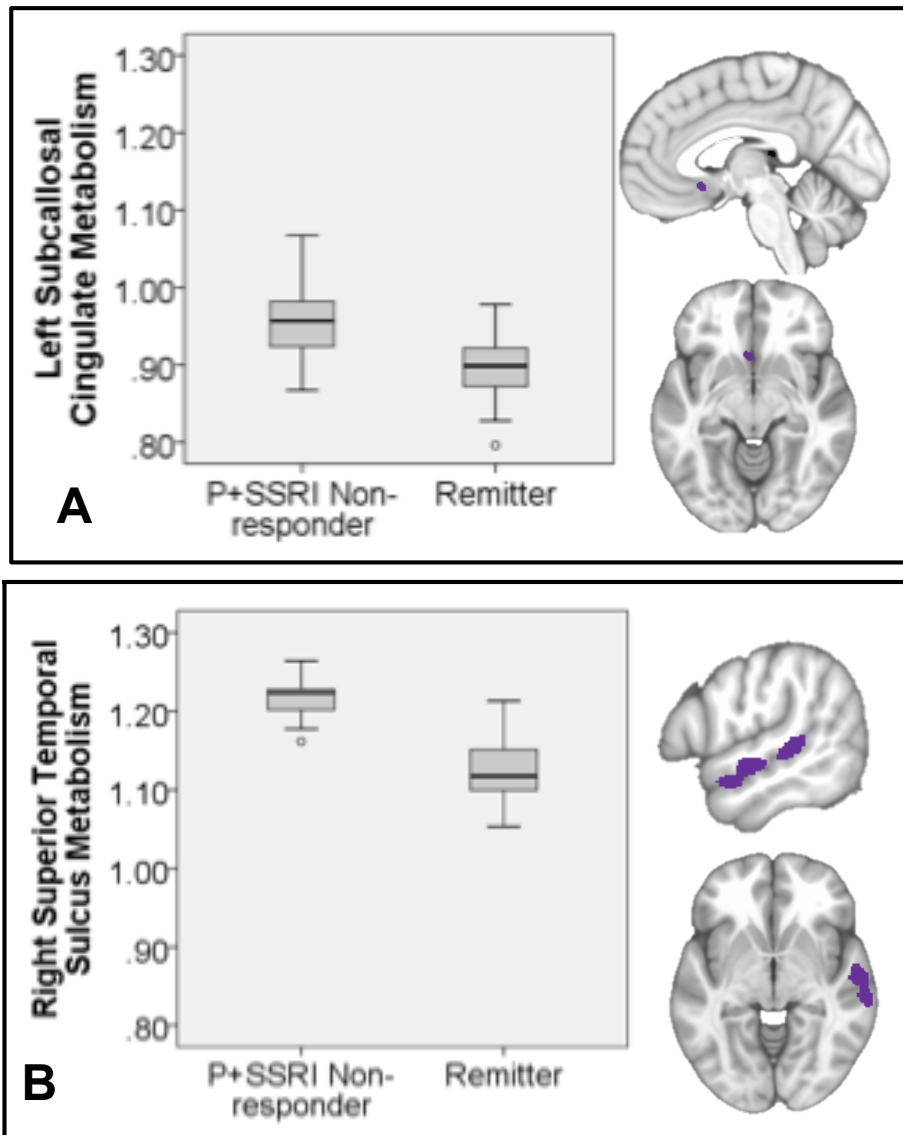 Left Subcallosal
Cingulate Metabolism
1.30
1.20
1.10
1.00
.90
.80
P+SSRI Non-
responder
Remitter
A
Right Superior Temporal
Sulcus Metabolism
1.30
1.20
1.10
1.00
.90
.80
P+SSRI Non-
responder
Remitter
B